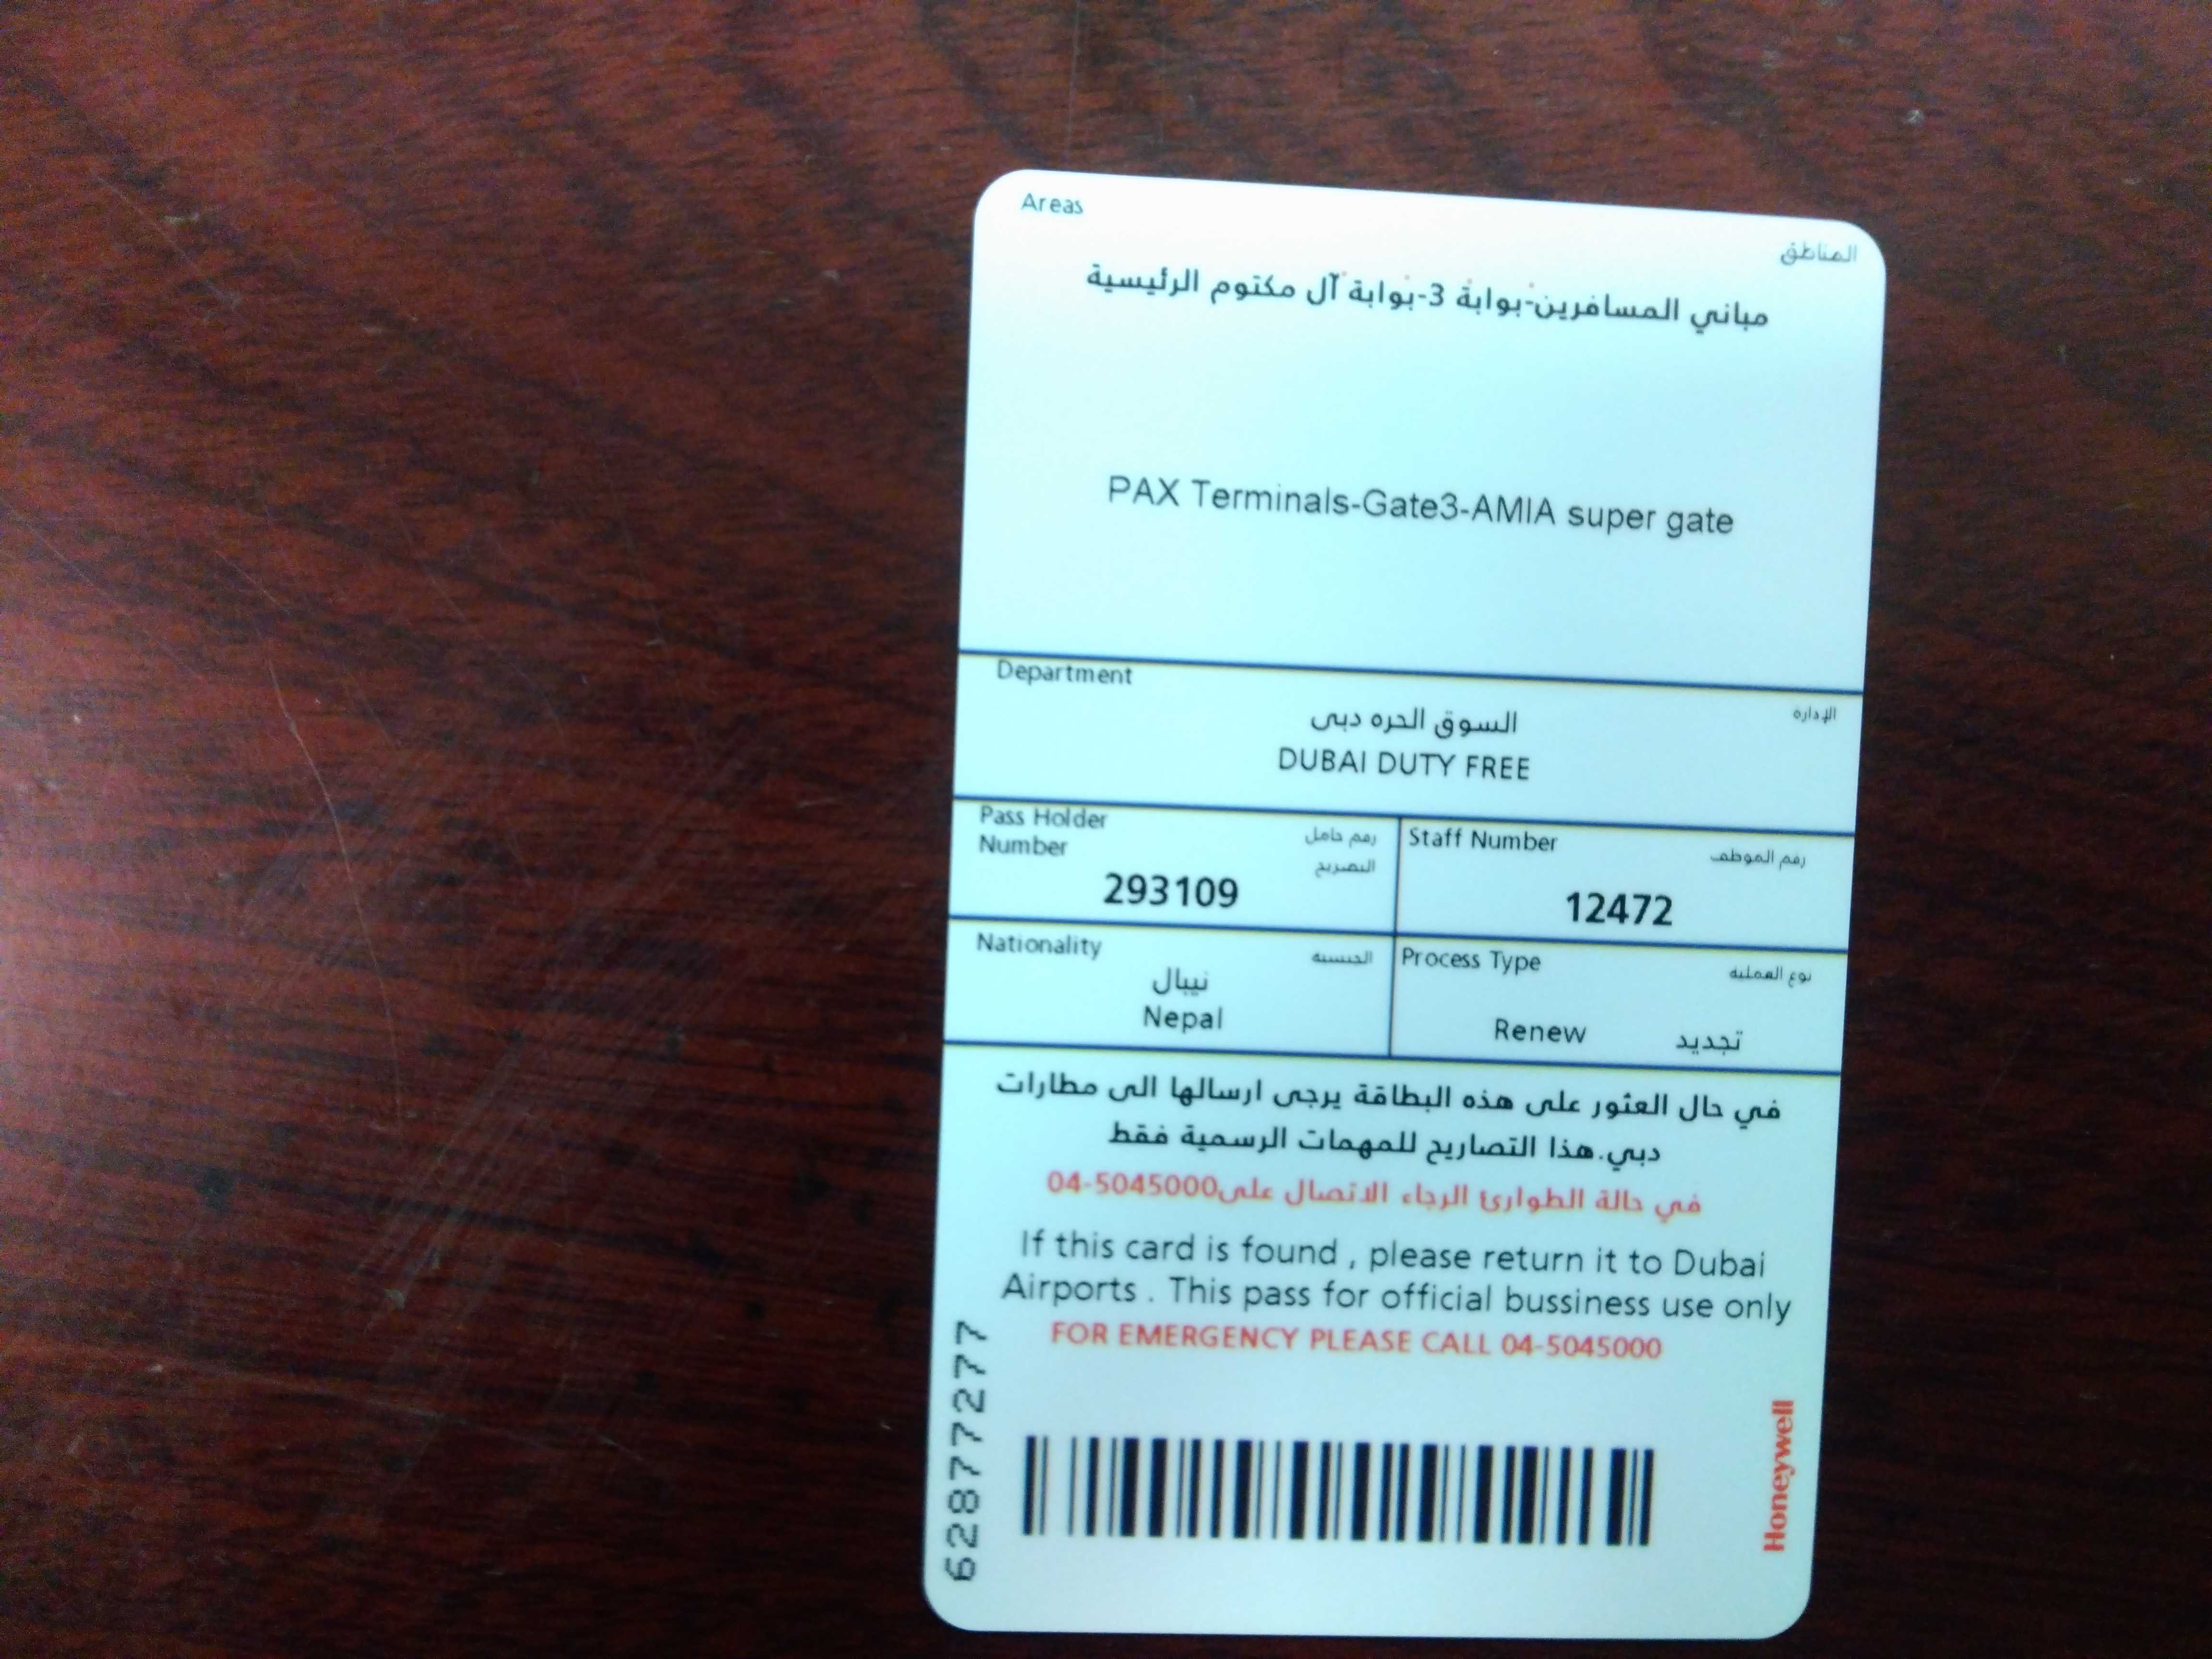 Areas
المناطق
مباني المسافرين-بوابة 3-بوابة آل مكتوم الرئيسية
PAX Terminals-Gate3-AMIA super gate
Department
الإدارة
السوق الحره دبى
DUBAI DUTY FREE
Pass Holder
Number
رقم حامل
التصريح
293109
Staff Number
رقم الموظف
12472
Nationality
الجنسية
نيبال
Nepal
Process Type
نوع العملية
Renew تجديد
في حال العثور على هذه البطاقة يرجى ارسالها الى مطارات
دبي.هذا التصاريح للمهمات الرسمية فقط
في حالة الطوارئ الرجاء الاتصال على04-5045000
If this card is found , please return it to Dubai
Airports . This pass for official bussiness use only
FOR EMERGENCY PLEASE CALL 04-5045000
62877277
Honeywell